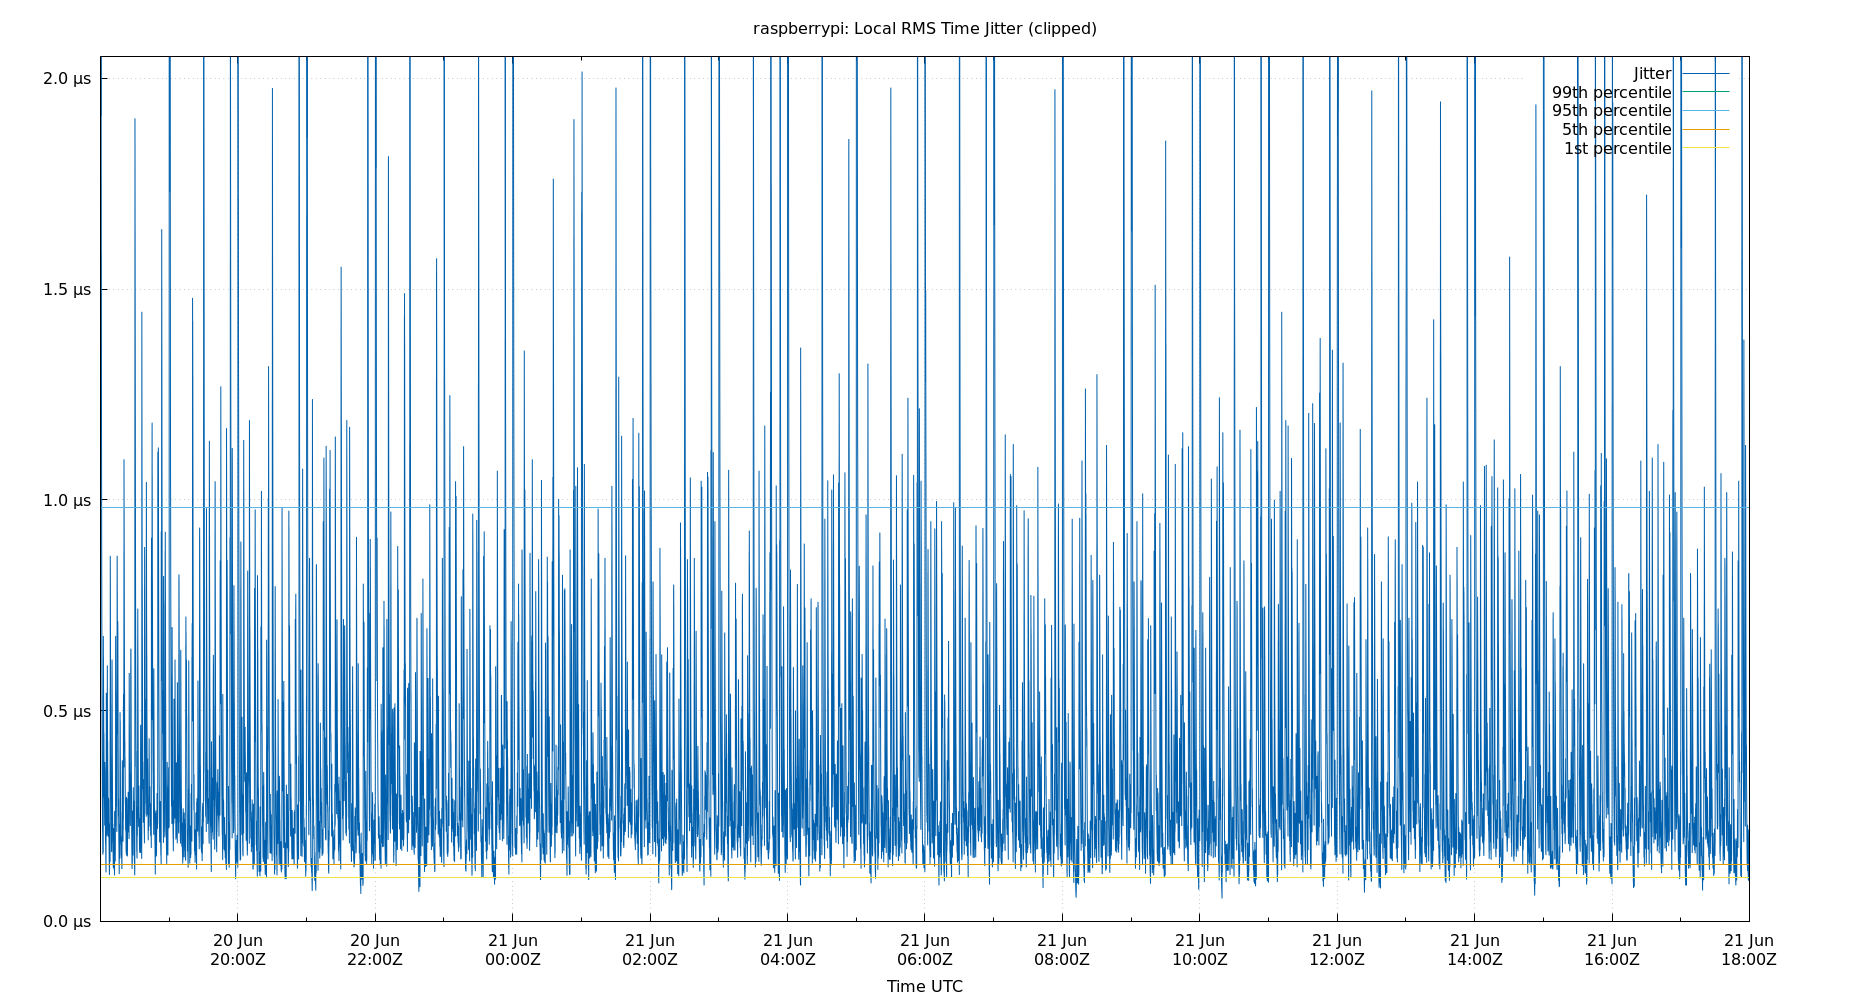 raspberrypi: Local RMS Time Jitter (clipped)
2.0 μs
1.5 μs
1.0 μs
0.5 μs
0.0 μs
Jitter
99th percentile
95th percentile
5th percentile
1st percentile
20 Jun 20 Jun 21 Jun 21 Jun 21 Jun 21 Jun 21 Jun 21 Jun 21 Jun 21 Jun 21 Jun 21 Jun
20:00Z 22:00Z 00:00Z 02:00Z 04:00Z 06:00Z 08:00Z 10:00Z 12:00Z 14:00Z 16:00Z 18:00Z
Time UTC